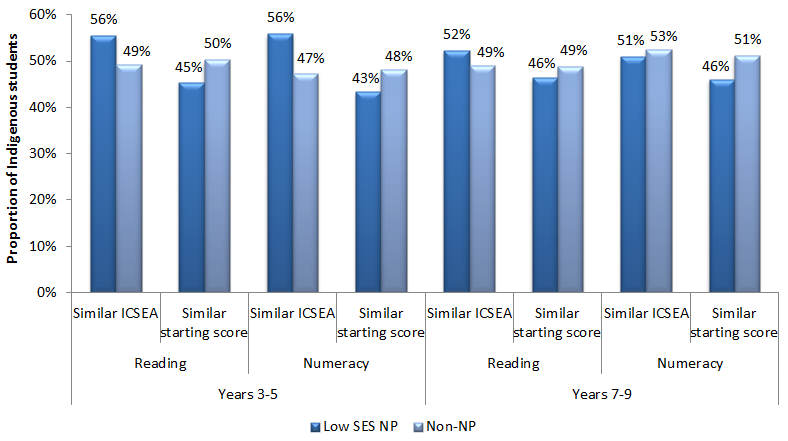 Proportion of Indigenous students
60%
50%
40%
30%
20%
10%
0%
56%
49%
45%
50%
56%
47%
43%
48%
52%
49%
46%
49%
51%
53%
46%
51%
Similar ICSEA
Similar
starting score
Similar ICSEA
Similar
starting score
Similar ICSEA
Similar
starting score
Similar ICSEA
Similar
starting score
Reading
Numeracy
Reading
Numeracy
Years 3-5
Years 7-9
Low SES NP
Non-NP